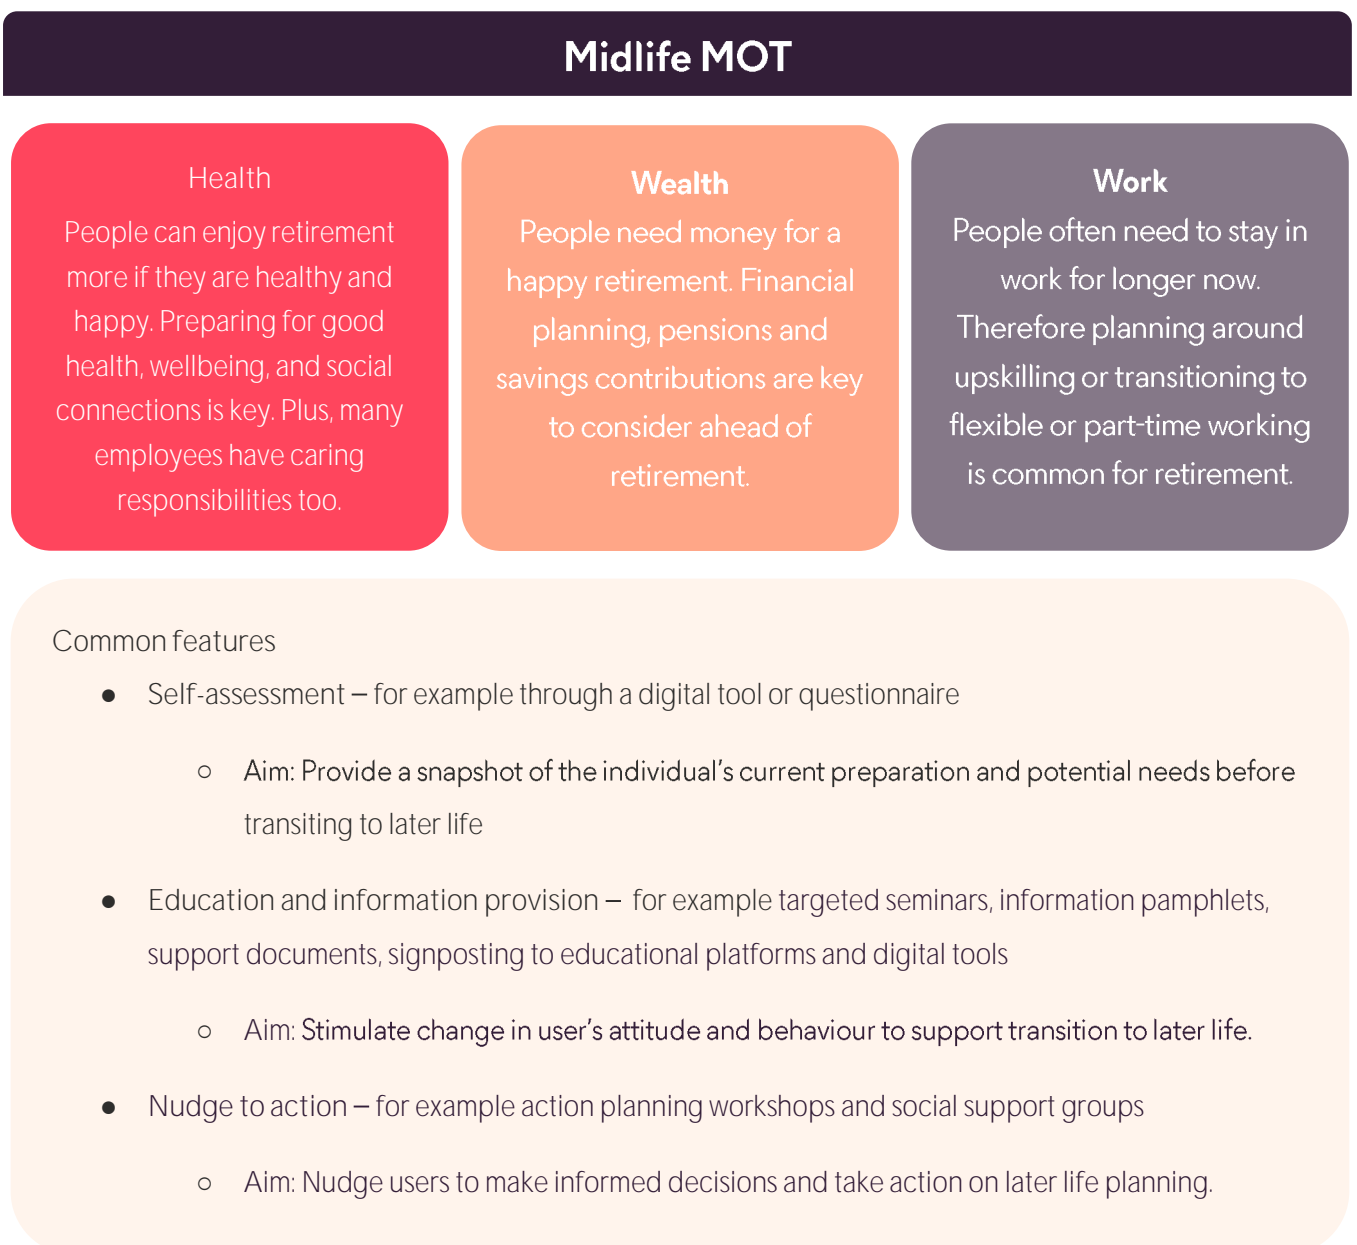 Midlife MOT
Health
People can enjoy retirement
more if they are healthy and
happy. Preparing for good
health, wellbeing, and social
connections is key. Plus, many
employees have caring
responsibilities too.
Wealth
People need money for a
happy retirement. Financial
planning, pensions and
savings contributions are key
to consider ahead of
retirement.
Work
People often need to stay in
work for longer now.
Therefore planning around
upskilling or transitioning to
flexible or part-time working
is common for retirement.
Common features
● Self-assessment – for example through a digital tool or questionnaire
○ Aim: Provide a snapshot of the individual's current preparation and potential needs before
transiting to later life
● Education and information provision – for example targeted seminars, information pamphlets,
support documents, signposting to educational platforms and digital tools
○ Aim: Stimulate change in user's attitude and behaviour to support transition to later life.
● Nudge to action – for example action planning workshops and social support groups
○ Aim: Nudge users to make informed decisions and take action on later life planning.